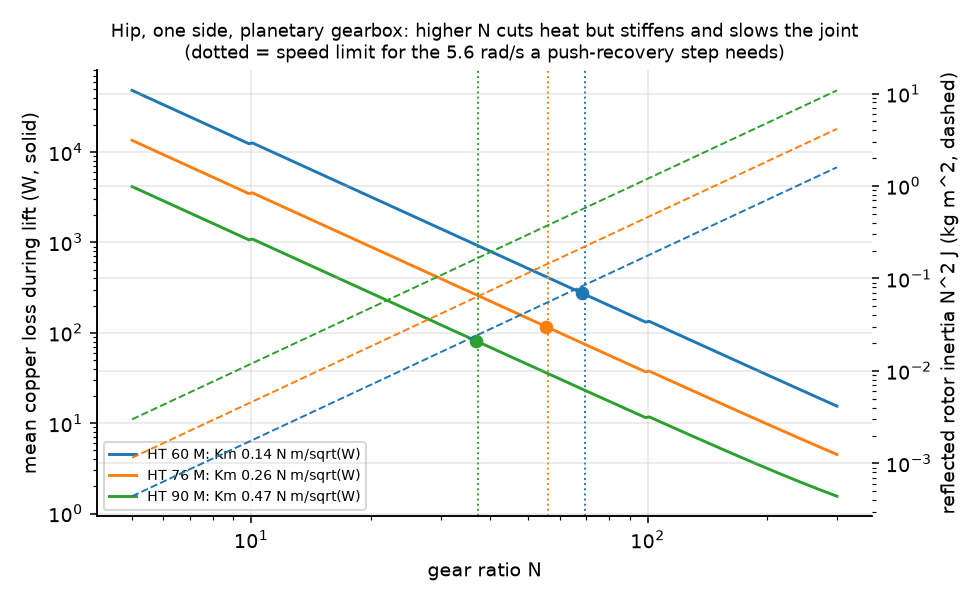 Hip, one side, planetary gearbox: higher N cuts heat but stiffens and slows the joint
(dotted = speed limit for the 5.6 rad/s a push-recovery step needs)
mean copper loss during lift (W, solid)
10^4
10^3
10^2
10^1
10^0
HT 60 M: Km 0.14 N m/sqrt(W)
HT 76 M: Km 0.26 N m/sqrt(W)
HT 90 M: Km 0.47 N m/sqrt(W)
10^1
10^2
gear ratio N
10^1
10^0
10^−1
10^−2
10^−3
reflected rotor inertia N^2 J (kg m^2, dashed)